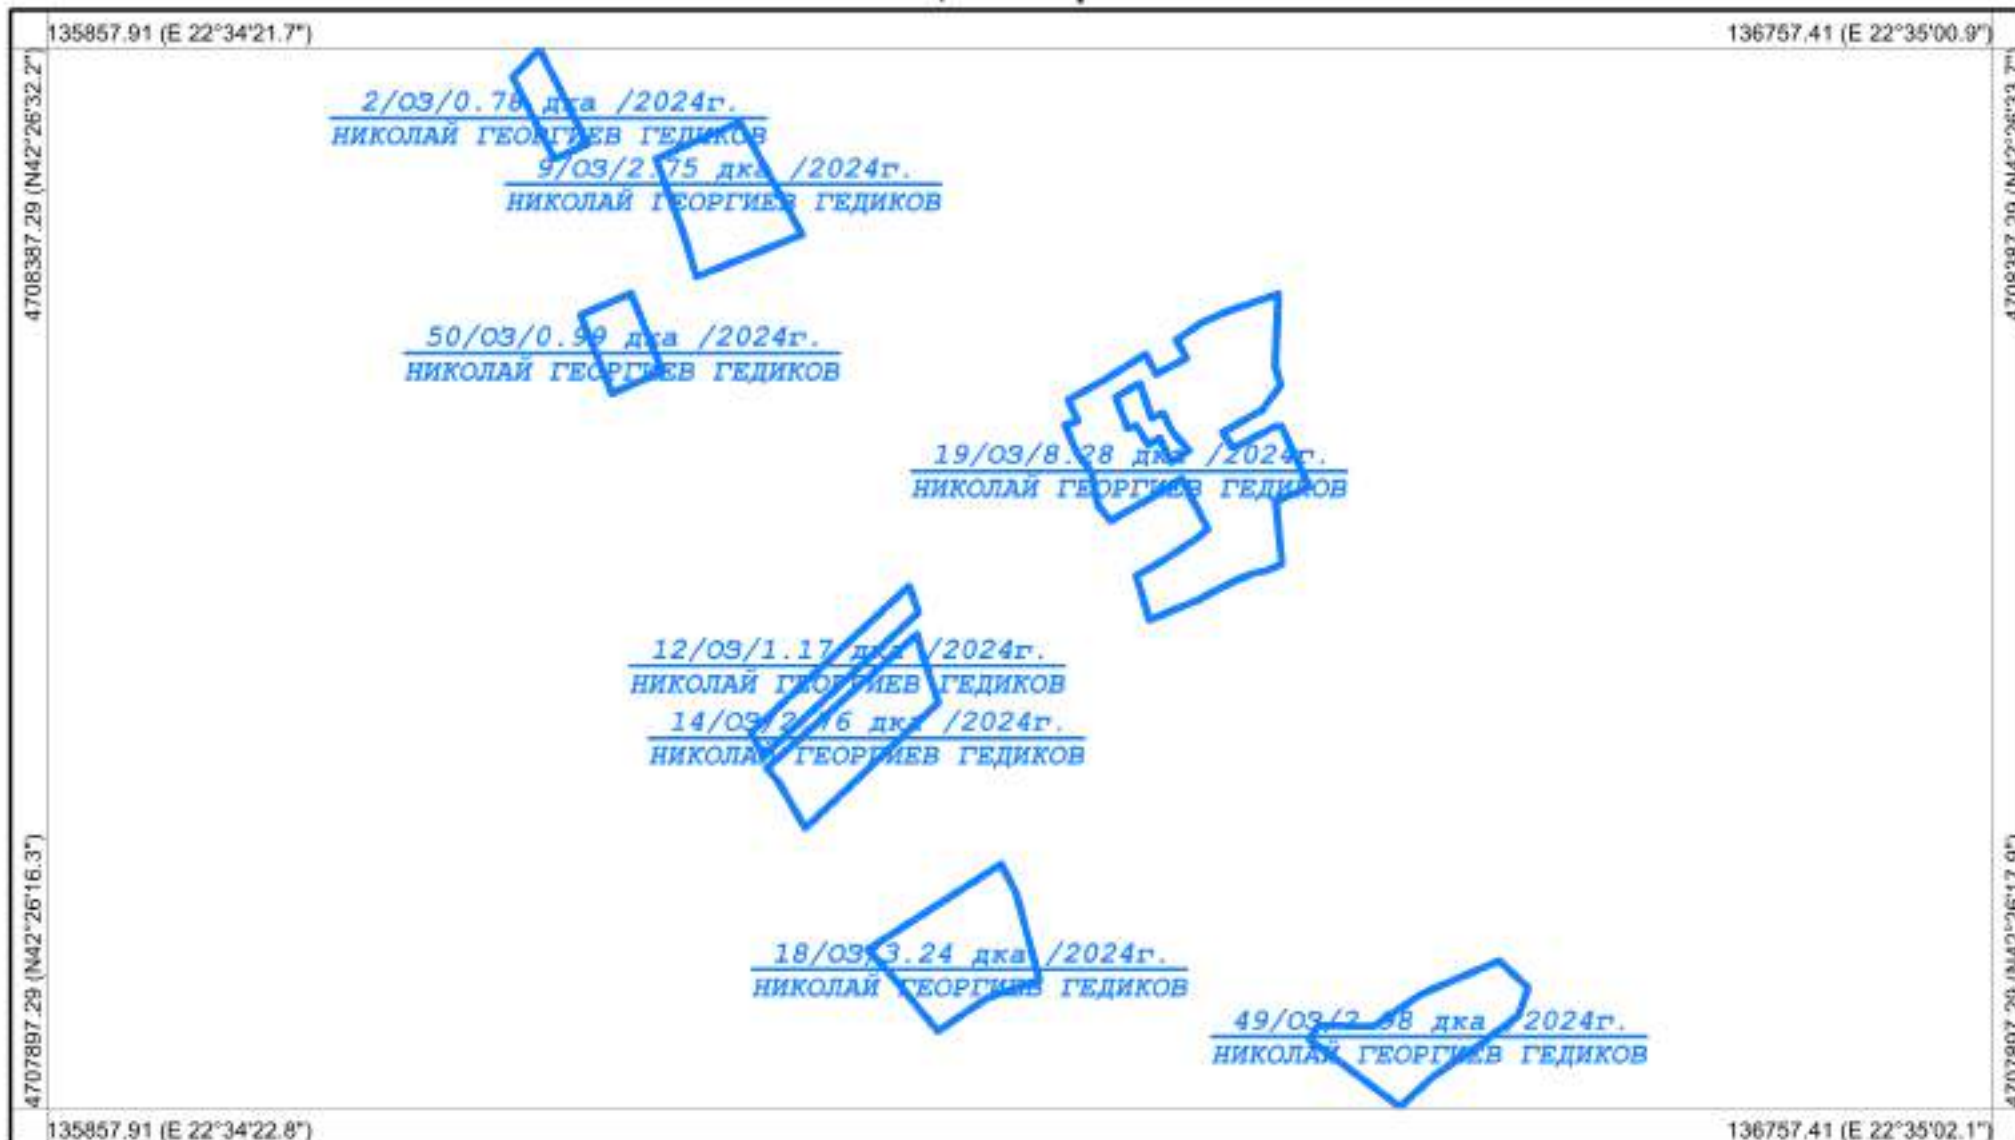 135857.91 (E 22°34'21.7")
136757.41 (E 22°35'00.9")
4708387.29 (N42°26'32.2")
2/ОЗ/0.78 дка /2024г.
НИКОЛАЙ ГЕОРГИЕВ ГЕДИКОВ
9/ОЗ/2.75 дка /2024г.
НИКОЛАЙ ГЕОРГИЕВ ГЕДИКОВ
50/ОЗ/0.99 дка /2024г.
НИКОЛАЙ ГЕОРГИЕВ ГЕДИКОВ
19/ОЗ/8.28 дка /2024г.
НИКОЛАЙ ГЕОРГИЕВ ГЕДИКОВ
12/ОЗ/1.17 дка /2024г.
НИКОЛАЙ ГЕОРГИЕВ ГЕДИКОВ
14/ОЗ/2.76 дка /2024г.
НИКОЛАЙ ГЕОРГИЕВ ГЕДИКОВ
4707897.29 (N42°26'16.3")
18/ОЗ/3.24 дка /2024г.
НИКОЛАЙ ГЕОРГИЕВ ГЕДИКОВ
дка /2024г.
НИКОЛАЙ ГЕОРГИЕВ ГЕДИКОВ
135857.91 (E 22°34'22.8")
136757.41 (E 22°35'02.1")